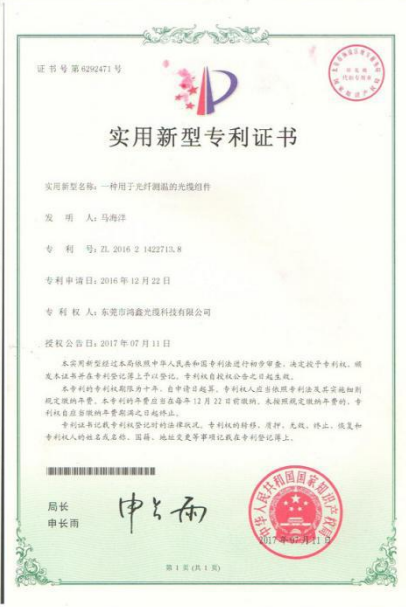 证书号第6292471号
实用新型专利证书
实用新型名称：一种用于光纤测温的光缆组件
发 明 人：马海洋
专 利 号：ZL 2016 2 1422713.8
专利申请日：2016年12月22日
专 利 权 人：东莞市鸿鑫光缆科技有限公司
授权公告日：2017年07月11日
本实用新型经过本局依照中华人民共和国专利法进行初步审查，决定授予专利权，颁
发本证书并在专利登记簿上予以登记。专利权自授权公告之日起生效。
本专利的专利权期限为十年，自申请日起算。专利权人应当依照专利法及其实施细则
规定缴纳年费。本专利的年费应当在每年12月22日前缴纳。未按照规定缴纳年费的，专
利权自应当缴纳年费期满之日起终止。
专利证书记载专利权登记时的法律状况。专利权的转移、质押、无效、终止、恢复和
专利权人的姓名或名称、国籍、地址变更等事项记载在专利登记簿上。
局长
申长雨
申长雨
中华人民共和国国家知识产权局
2017年07月11日
第1页(共1页)